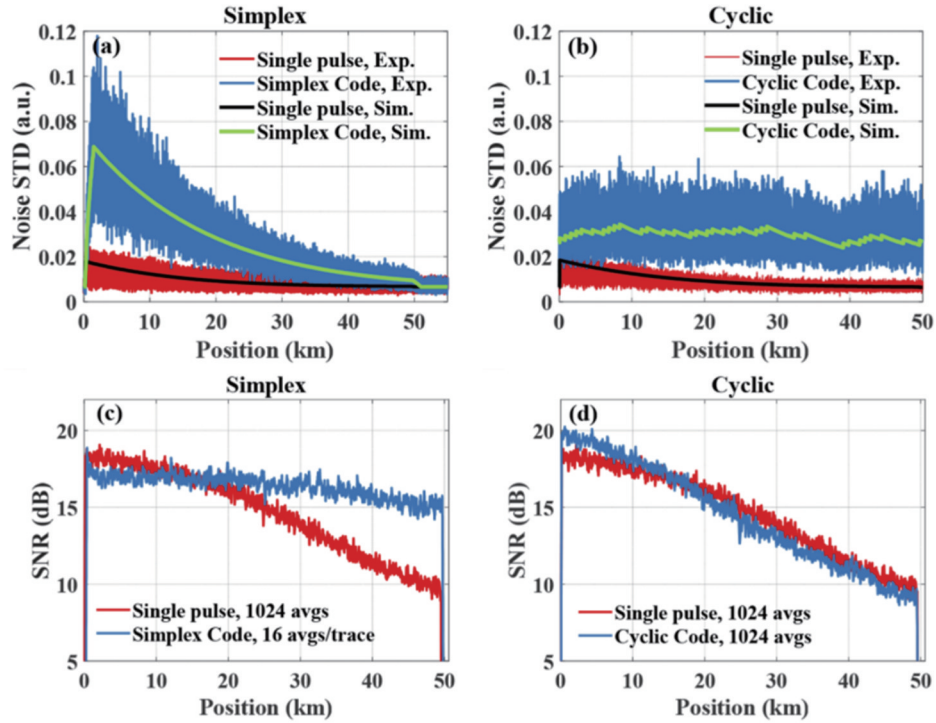 Simplex
(a)
Single pulse, Exp.
Simplex Code, Exp.
Single pulse, Sim.
Simplex Code, Sim.
Noise STD (a.u.)
0.12
0.1
0.08
0.06
0.04
0.02
0
0 10 20 30 40 50
Position (km)
Cyclic
(b)
Single pulse, Exp.
Cyclic Code, Exp.
Single pulse, Sim.
Cyclic Code, Sim.
Noise STD (a.u.)
0.12
0.1
0.08
0.06
0.04
0.02
0
0 10 20 30 40 50
Position (km)
Simplex
(c)
SNR (dB)
20
15
10
5
Single pulse, 1024 avgs
Simplex Code, 16 avgs/trace
0 10 20 30 40 50
Position (km)
Cyclic
(d)
SNR (dB)
20
15
10
5
Single pulse, 1024 avgs
Cyclic Code, 1024 avgs
0 10 20 30 40 50
Position (km)